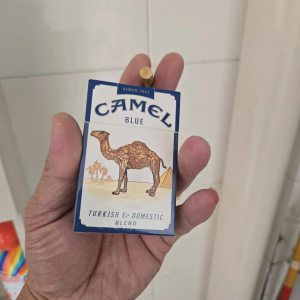 SINCE 1913
CAMEL
BLUE
TURKISH & DOMESTIC
BLEND